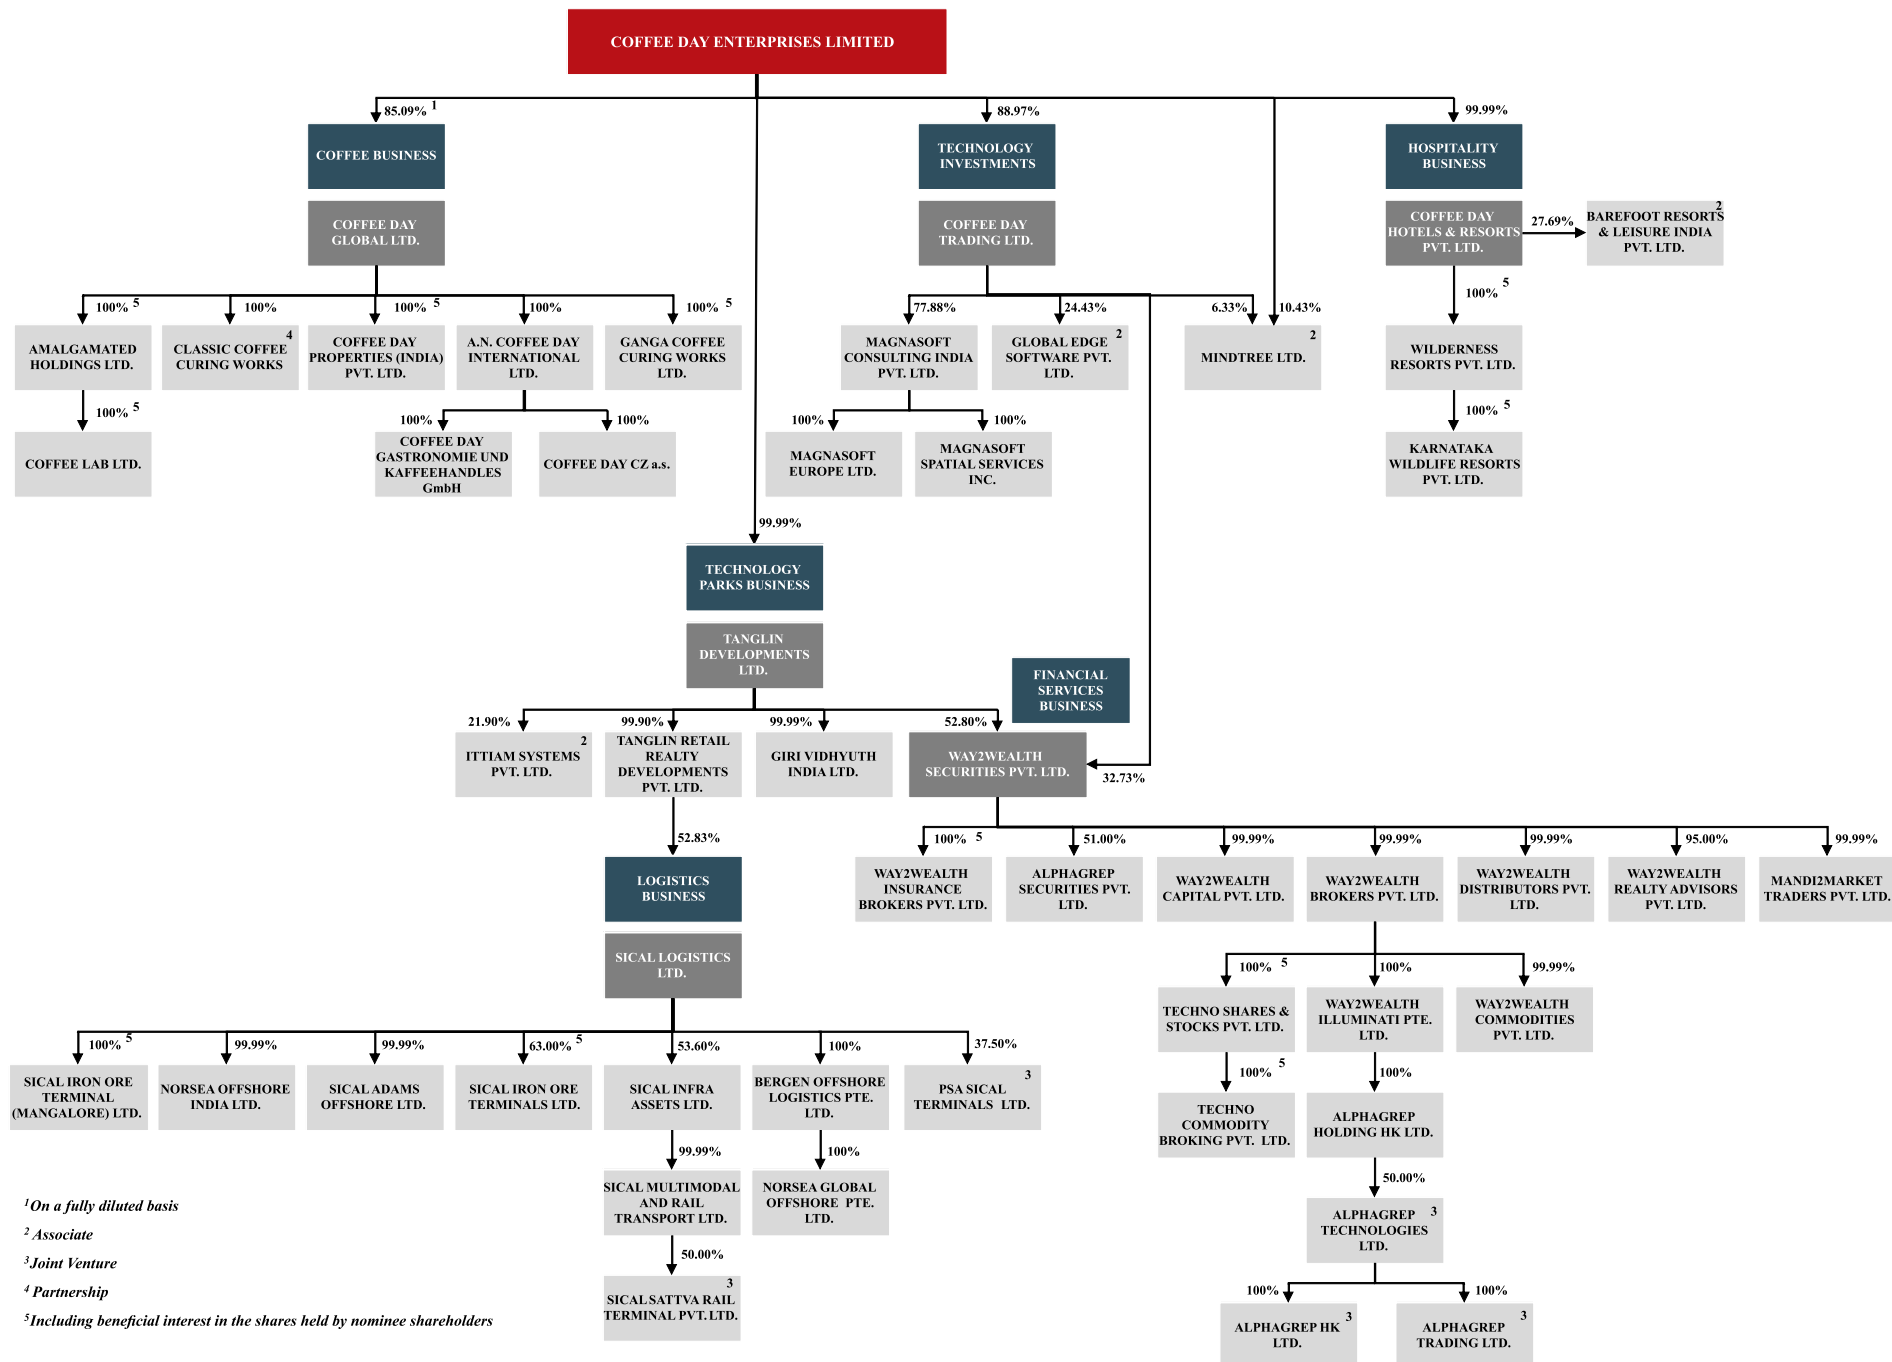 COFFEE DAY ENTERPRISES LIMITED
85.09% 1
88.97%
99.99%
COFFEE BUSINESS
TECHNOLOGY
INVESTMENTS
HOSPITALITY
BUSINESS
COFFEE DAY
GLOBAL LTD.
COFFEE DAY
TRADING LTD.
COFFEE DAY
HOTELS & RESORTS
PVT. LTD.
27.69%
2
BAREFOOT RESORTS
& LEISURE INDIA
PVT. LTD.
100% 5
100%
100% 5
100%
100% 5
77.88%
24.43%
6.33%
10.43%
100% 5
AMALGAMATED
HOLDINGS LTD.
4
CLASSIC COFFEE
CURING WORKS
COFFEE DAY
PROPERTIES (INDIA)
PVT. LTD.
A.N. COFFEE DAY
INTERNATIONAL
LTD.
GANGA COFFEE
CURING WORKS
LTD.
MAGNASOFT
CONSULTING INDIA
PVT. LTD.
2
GLOBAL EDGE
SOFTWARE PVT.
LTD.
2
MINDTREE LTD.
WILDERNESS
RESORTS PVT. LTD.
100% 5
100%
100%
100%
100%
100% 5
COFFEE LAB LTD.
COFFEE DAY
GASTRONOMIE UND
KAFFEEHANDLES
GmbH
COFFEE DAY CZ a.s.
MAGNASOFT
EUROPE LTD.
MAGNASOFT
SPATIAL SERVICES
INC.
KARNATAKA
WILDLIFE RESORTS
PVT. LTD.
99.99%
TECHNOLOGY
PARKS BUSINESS
TANGLIN
DEVELOPMENTS
LTD.
FINANCIAL
SERVICES
BUSINESS
21.90%
99.90%
99.99%
52.80%
2
ITTIAM SYSTEMS
PVT. LTD.
TANGLIN RETAIL
REALTY
DEVELOPMENTS
PVT. LTD.
GIRI VIDHYUTH
INDIA LTD.
WAY2WEALTH
SECURITIES PVT. LTD.
32.73%
52.83%
100% 5
51.00%
99.99%
99.99%
99.99%
95.00%
99.99%
LOGISTICS
BUSINESS
WAY2WEALTH
INSURANCE
BROKERS PVT. LTD.
ALPHAGREP
SECURITIES PVT.
LTD.
WAY2WEALTH
CAPITAL PVT. LTD.
WAY2WEALTH
BROKERS PVT. LTD.
WAY2WEALTH
DISTRIBUTORS PVT.
LTD.
WAY2WEALTH
REALTY ADVISORS
PVT. LTD.
MANDI2MARKET
TRADERS PVT. LTD.
SICAL LOGISTICS
LTD.
100% 5
100%
99.99%
TECHNO SHARES &
STOCKS PVT. LTD.
WAY2WEALTH
ILLUMINATI PTE.
LTD.
WAY2WEALTH
COMMODITIES
PVT. LTD.
100% 5
99.99%
99.99%
63.00% 5
53.60%
100%
37.50%
SICAL IRON ORE
TERMINAL
(MANGALORE) LTD.
NORSEA OFFSHORE
INDIA LTD.
SICAL ADAMS
OFFSHORE LTD.
SICAL IRON ORE
TERMINALS LTD.
SICAL INFRA
ASSETS LTD.
BERGEN OFFSHORE
LOGISTICS PTE.
LTD.
3
PSA SICAL
TERMINALS LTD.
100% 5
100%
TECHNO
COMMODITY
BROKING PVT. LTD.
ALPHAGREP
HOLDING HK LTD.
99.99%
100%
50.00%
SICAL MULTIMODAL
AND RAIL
TRANSPORT LTD.
NORSEA GLOBAL
OFFSHORE PTE.
LTD.
3
ALPHAGREP
TECHNOLOGIES
LTD.
50.00%
3
SICAL SATTVA RAIL
TERMINAL PVT. LTD.
100%
100%
3
ALPHAGREP HK
LTD.
3
ALPHAGREP
TRADING LTD.
1 On a fully diluted basis
2 Associate
3 Joint Venture
4 Partnership
5 Including beneficial interest in the shares held by nominee shareholders